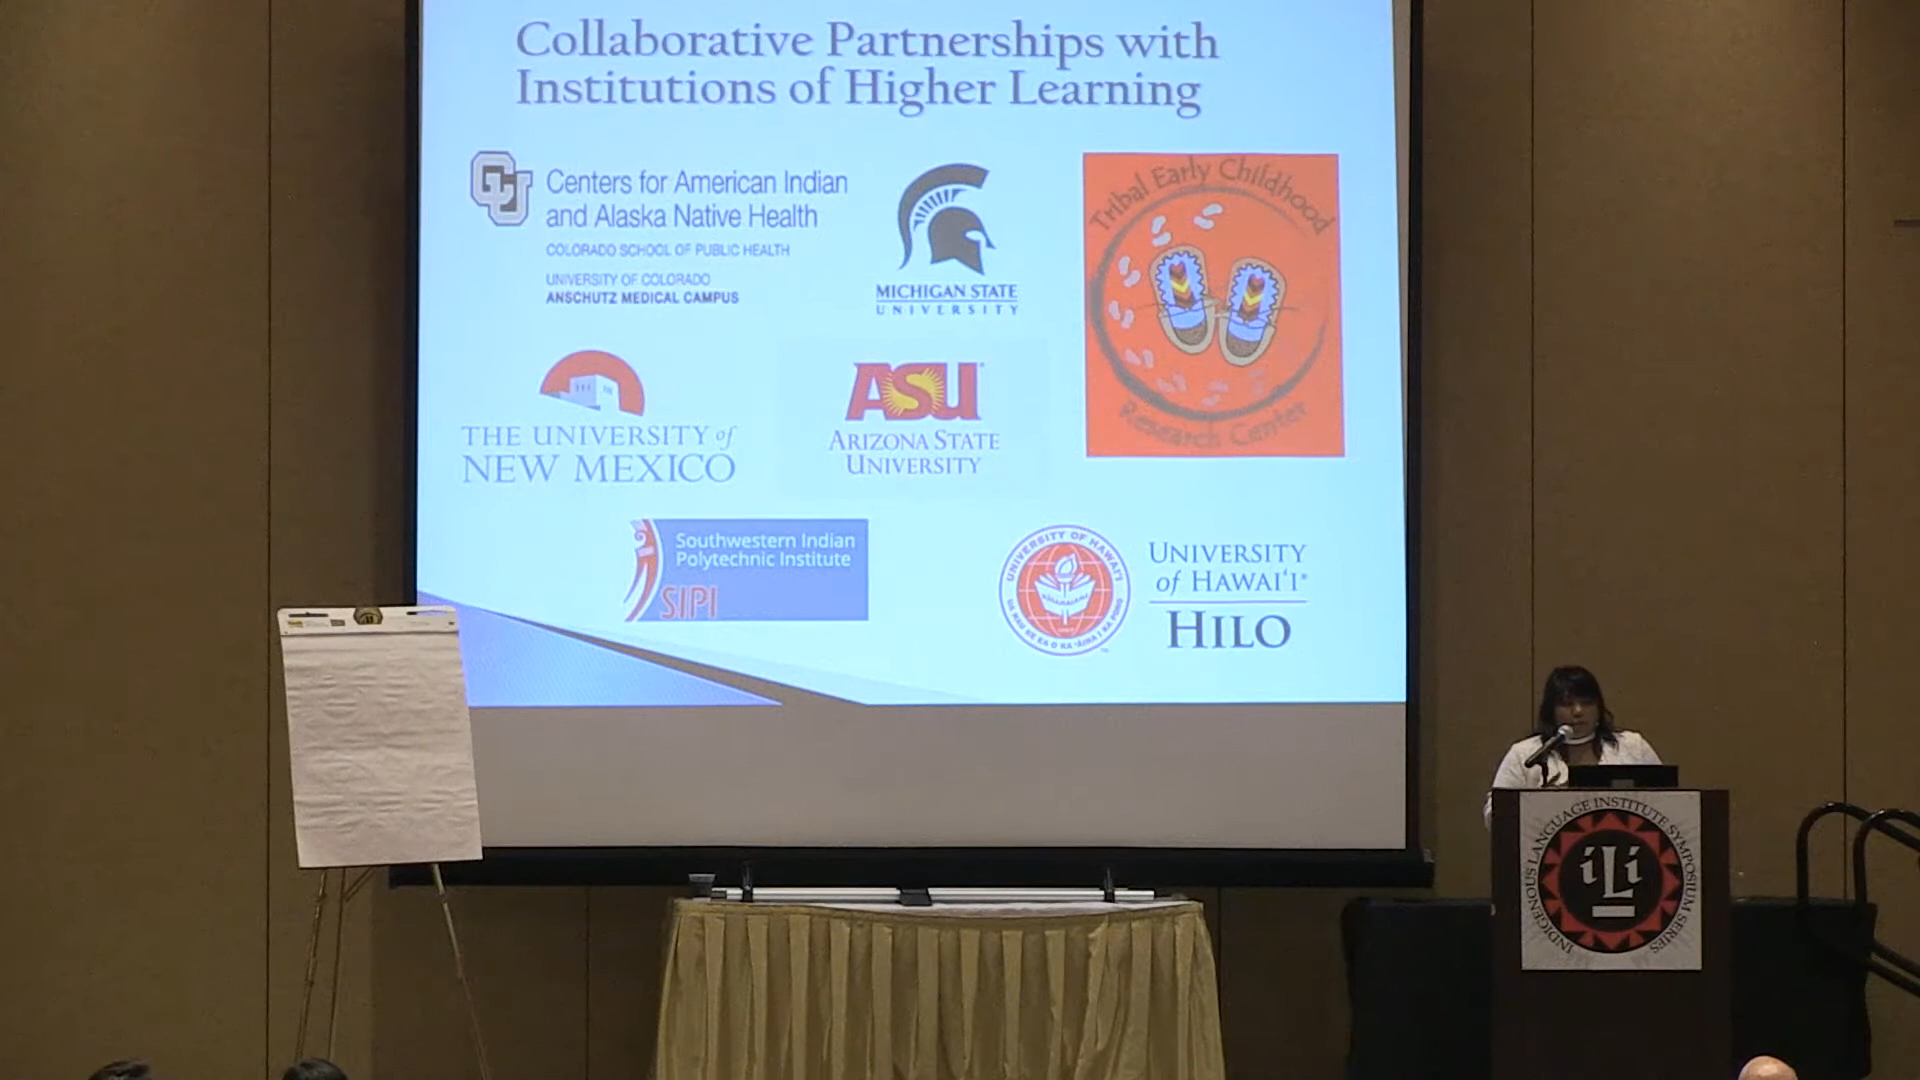 Collaborative Partnerships with
Institutions of Higher Learning
CU
Centers for American Indian
and Alaska Native Health
COLORADO SCHOOL OF PUBLIC HEALTH
UNIVERSITY OF COLORADO
ANSCHUTZ MEDICAL CAMPUS
MICHIGAN STATE
UNIVERSITY
Tribal Early Childhood
Research Center
THE UNIVERSITY of
NEW MEXICO
ASU
ARIZONA STATE
UNIVERSITY
Southwestern Indian
Polytechnic Institute
SIPI
UNIVERSITY OF HAWAI'I
UNIVERSITY
of HAWAI'I®
HILO
INDIGENOUS LANGUAGE INSTITUTE SYMPOSIUM SERIES
iLi